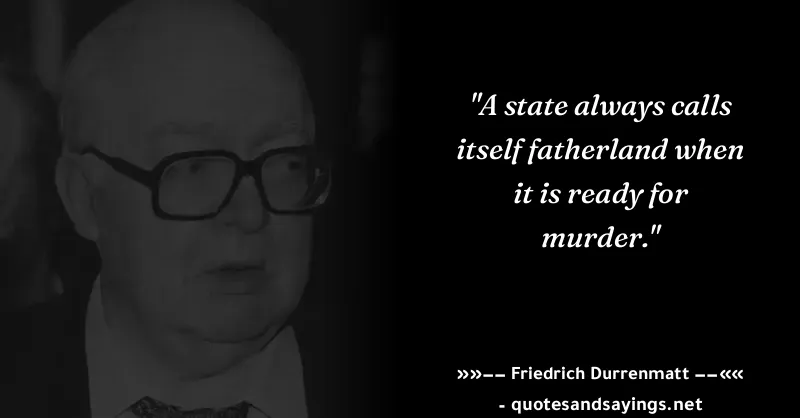 "A state always calls
itself fatherland when
it is ready for
murder."
»»−− Friedrich Durrenmatt −−««
- quotesandsayings.net